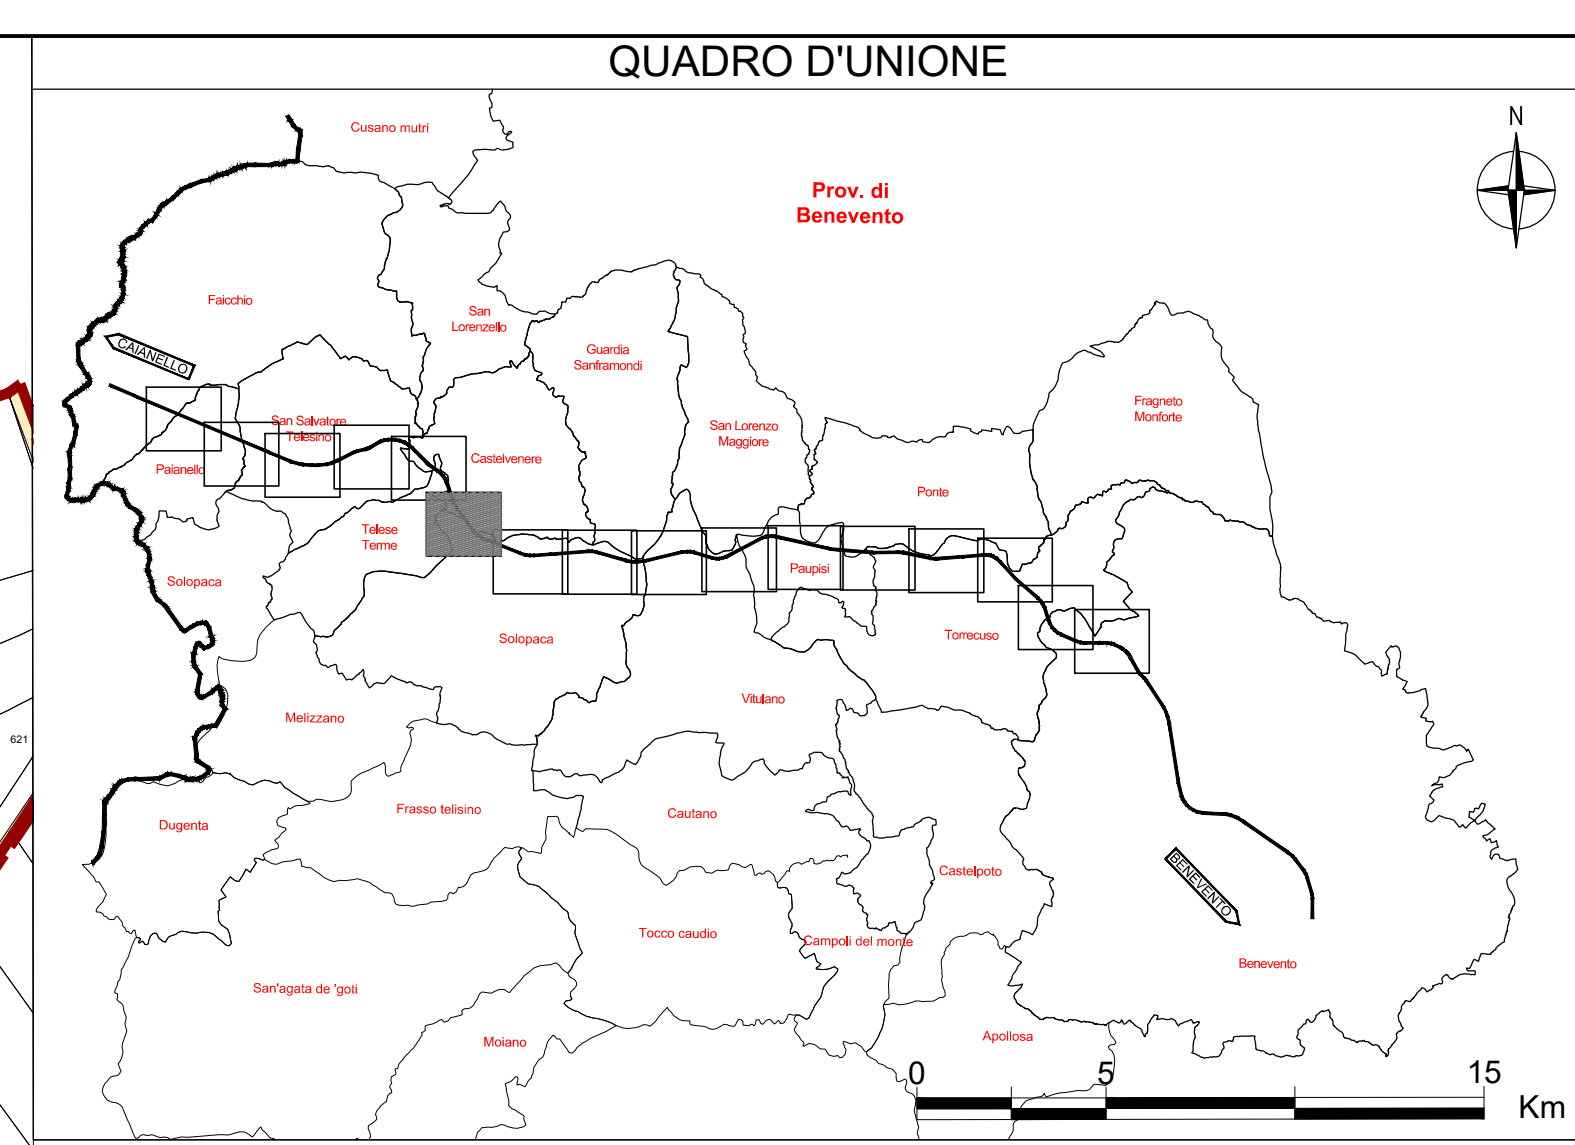 QUADRO D'UNIONE
Cusano mutri
N
Prov. di
Benevento
Faicchio
San
Lorenzello
CAIANELLO
Guardia
Sanframondi
Fragneto
Monforte
San Salvatore
Telesino
San Lorenzo
Maggiore
Castelvenere
Paianello
Ponte
Telese
Terme
Solopaca
Paupisi
Solopaca
Torrecuso
Vitulano
Melizzano
621
Frasso telisino
Cautano
Dugenta
Castelpoto
BENEVENTO
Tocco caudio
Campoli del monte
Benevento
San'agata de 'goti
Moiano
Apollosa
0
5
15
Km